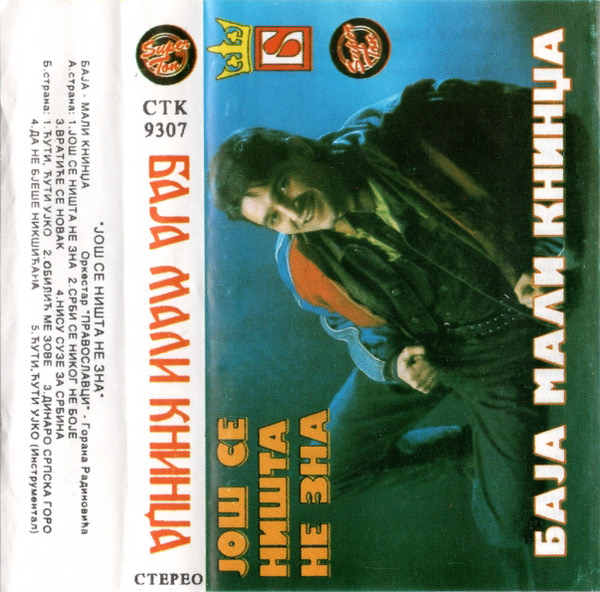 БАЈА - МАЛИ КНИНЏА
"ЈОШ СЕ НИШТА НЕ ЗНА"
Оркестар "ПРАВОСЛАВЦИ" - Горана Радиновића
А.страна: 1.ЈОШ СЕ НИШТА НЕ ЗНА 2.СРБИ СЕ НИКОГ НЕ БОЈЕ
3.ВРАТИЋЕ СЕ НОВАК 4.НИСУ СУЗЕ ЗА СРБИНА
Б.страна: 1.ЋУТИ, ЋУТИ УЈКО 2.ОБИЛИЋ МЕ ЗОВЕ 3.ДИНАРО СРПСКА ГОРО
4.ДА НЕ БЈЕШЕ НИКШИЋАНА 5.ЋУТИ,ЋУТИ УЈКО (Инструментал)
Super Ton
СТК
9307
БАЈА МАЛИ КНИНЏА
СТЕРЕО
S
Super Ton
БАЈА МАЛИ КНИНЏА
ЈОШ СЕ
НИШТА
НЕ ЗНА